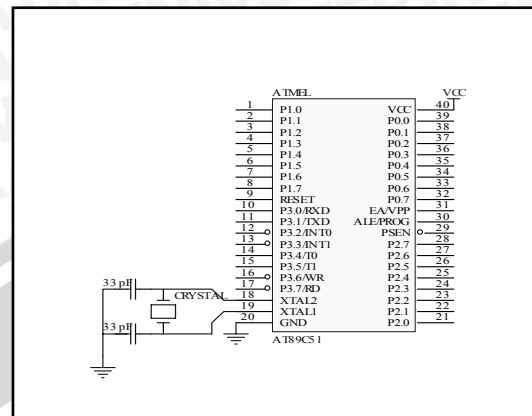 ATMEL
VCC
1 P1.0 VCC 40
2 P1.1 P0.0 39
3 P1.2 P0.1 38
4 P1.3 P0.2 37
5 P1.4 P0.3 36
6 P1.5 P0.4 35
7 P1.6 P0.5 34
8 P1.7 P0.6 33
9 RESET P0.7 32
10 P3.0/RXD EA/VPP 31
11 P3.1/TXD ALE/PROG 30
12 P3.2/INT0 PSEN 29
13 P3.3/INT1 P2.7 28
14 P3.4/T0 P2.6 27
15 P3.5/T1 P2.5 26
16 P3.6/WR P2.4 25
17 P3.7/RD P2.3 24
18 XTAL2 P2.2 23
19 XTAL1 P2.1 22
20 GND P2.0 21
33 pF
CRYSTAL
33 pF
AT89C51